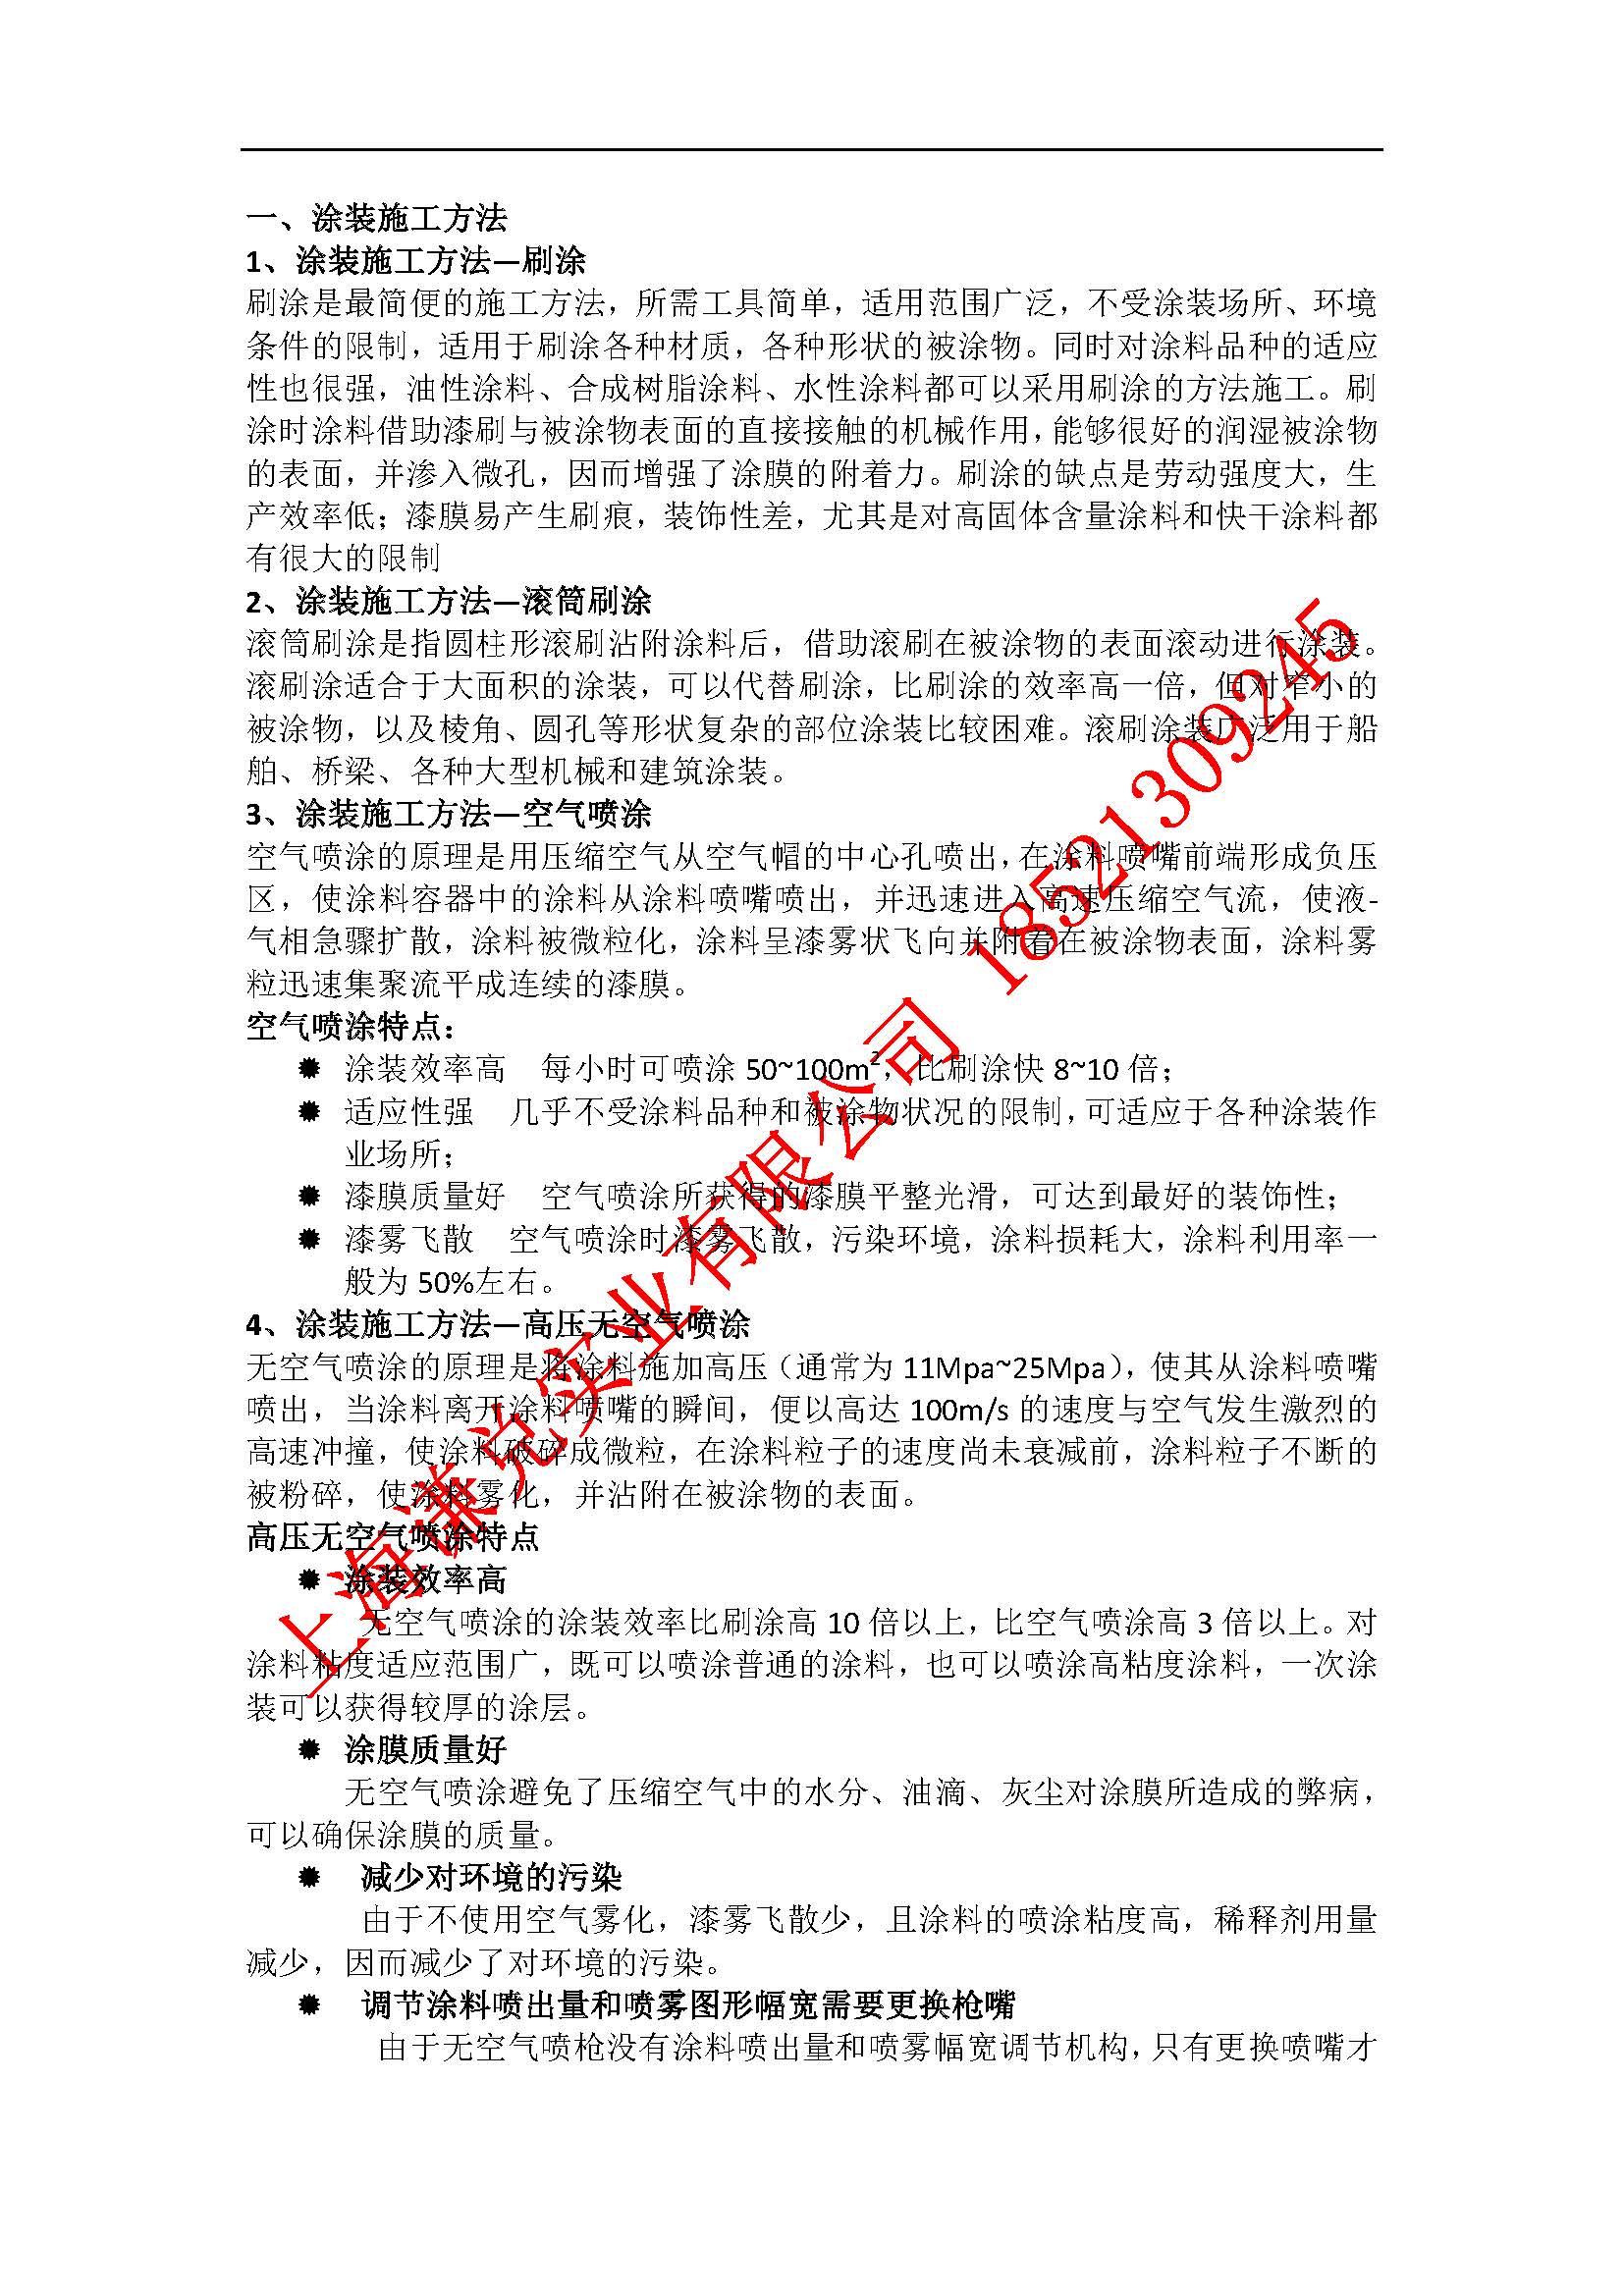 一、涂装施工方法
1、涂装施工方法—刷涂
刷涂是最简便的施工方法，所需工具简单，适用范围广泛，不受涂装场所、环境
条件的限制，适用于刷涂各种材质，各种形状的被涂物。同时对涂料品种的适应
性也很强，油性涂料、合成树脂涂料、水性涂料都可以采用刷涂的方法施工。刷
涂时涂料借助漆刷与被涂物表面的直接接触的机械作用，能够很好的润湿被涂物
的表面，并渗入微孔，因而增强了涂膜的附着力。刷涂的缺点是劳动强度大，生
产效率低；漆膜易产生刷痕，装饰性差，尤其是对高固体含量涂料和快干涂料都
有很大的限制
2、涂装施工方法—滚筒刷涂
滚筒刷涂是指圆柱形滚刷沾附涂料后，借助滚刷在被涂物的表面滚动进行涂装。
滚刷涂适合于大面积的涂装，可以代替刷涂，比刷涂的效率高一倍，但对窄小的
被涂物，以及棱角、圆孔等形状复杂的部位涂装比较困难。滚刷涂装广泛用于船
舶、桥梁、各种大型机械和建筑涂装。
3、涂装施工方法—空气喷涂
空气喷涂的原理是用压缩空气从空气帽的中心孔喷出，在涂料喷嘴前端形成负压
区，使涂料容器中的涂料从涂料喷嘴喷出，并迅速进入高速压缩空气流，使液-
气相急骤扩散，涂料被微粒化，涂料呈漆雾状飞向并附着在被涂物表面，涂料雾
粒迅速集聚流平成连续的漆膜。
空气喷涂特点：
✹ 涂装效率高 每小时可喷涂 50~100m²，比刷涂快 8~10 倍；
✹ 适应性强 几乎不受涂料品种和被涂物状况的限制，可适应于各种涂装作
业场所；
✹ 漆膜质量好 空气喷涂所获得的漆膜平整光滑，可达到最好的装饰性；
✹ 漆雾飞散 空气喷涂时漆雾飞散，污染环境，涂料损耗大，涂料利用率一
般为 50%左右。
4、涂装施工方法—高压无空气喷涂
无空气喷涂的原理是将涂料施加高压（通常为 11Mpa~25Mpa），使其从涂料喷嘴
喷出，当涂料离开涂料喷嘴的瞬间，便以高达 100m/s 的速度与空气发生激烈的
高速冲撞，使涂料破碎成微粒，在涂料粒子的速度尚未衰减前，涂料粒子不断的
被粉碎，使涂料雾化，并沾附在被涂物的表面。
高压无空气喷涂特点
✹ 涂装效率高
无空气喷涂的涂装效率比刷涂高 10 倍以上，比空气喷涂高 3 倍以上。对
涂料粘度适应范围广，既可以喷涂普通的涂料，也可以喷涂高粘度涂料，一次涂
装可以获得较厚的涂层。
✹ 涂膜质量好
无空气喷涂避免了压缩空气中的水分、油滴、灰尘对涂膜所造成的弊病，
可以确保涂膜的质量。
✹ 减少对环境的污染
由于不使用空气雾化，漆雾飞散少，且涂料的喷涂粘度高，稀释剂用量
减少，因而减少了对环境的污染。
✹ 调节涂料喷出量和喷雾图形幅宽需要更换枪嘴
由于无空气喷枪没有涂料喷出量和喷雾幅宽调节机构，只有更换喷嘴才
上海谦兑实业有限公司 18521309245